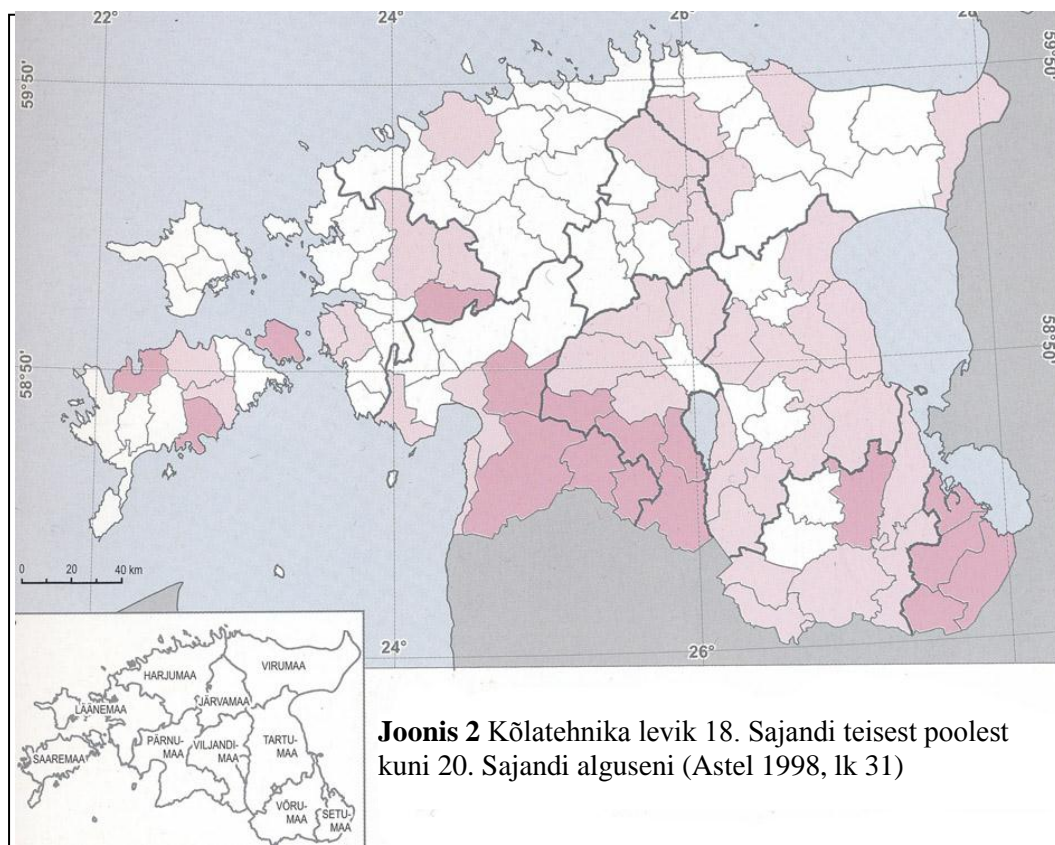 22°
24°
26°
28
59°50'
59°50'
58°50'
58°50'
0 20 40 km
24°
26°
HARJUMAA
VIRUMAA
LÄÄNEMAA
JÄRVAMAA
SAAREMAA
PÄRNU-
MAA
VILJANDI-
MAA
TARTU-
MAA
VÕRU-
MAA
SETU-
MAA
Joonis 2 Kõlatehnika levik 18. Sajandi teisest poolest
kuni 20. Sajandi alguseni (Astel 1998, lk 31)